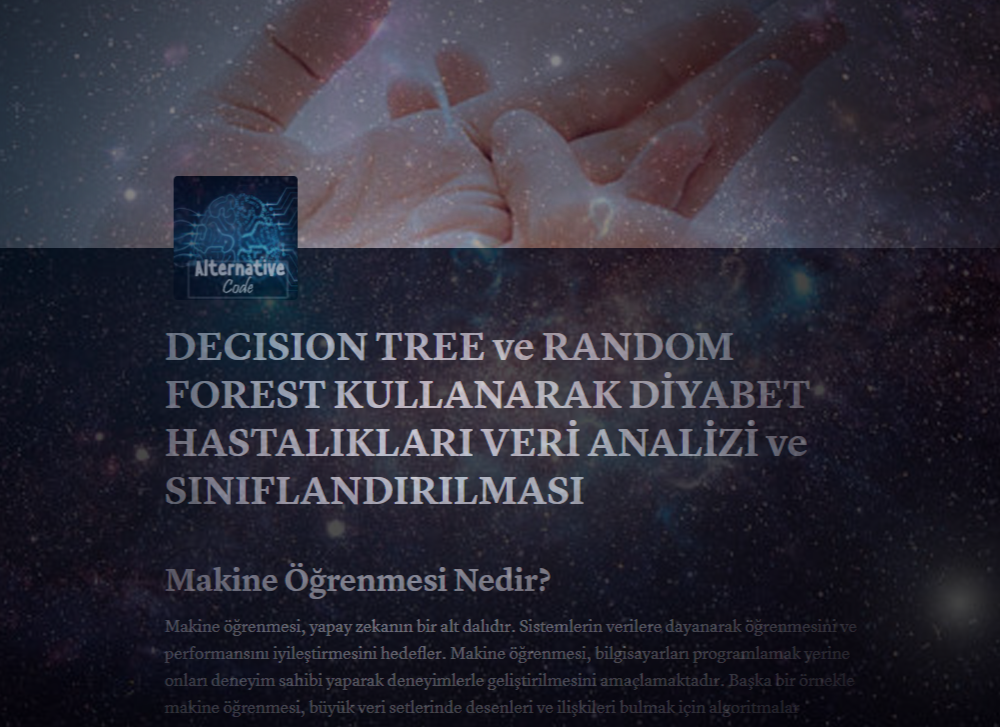 Alternative
Code
DECISION TREE ve RANDOM
FOREST KULLANARAK DİYABET
HASTALIKLARI VERİ ANALİZİ ve
SINIFLANDIRILMASI
Makine Öğrenmesi Nedir?
Makine öğrenmesi, yapay zekanın bir alt dalıdır. Sistemlerin verilere dayanarak öğrenmesini ve
performansını iyileştirmesini hedefler. Makine öğrenmesi, bilgisayarları programlamak yerine
onları deneyim sahibi yaparak deneyimlerle geliştirilmesini amaçlamaktadır. Başka bir örnekle
makine öğrenmesi, büyük veri setlerinde desenleri ve ilişkileri bulmak için algoritmalar